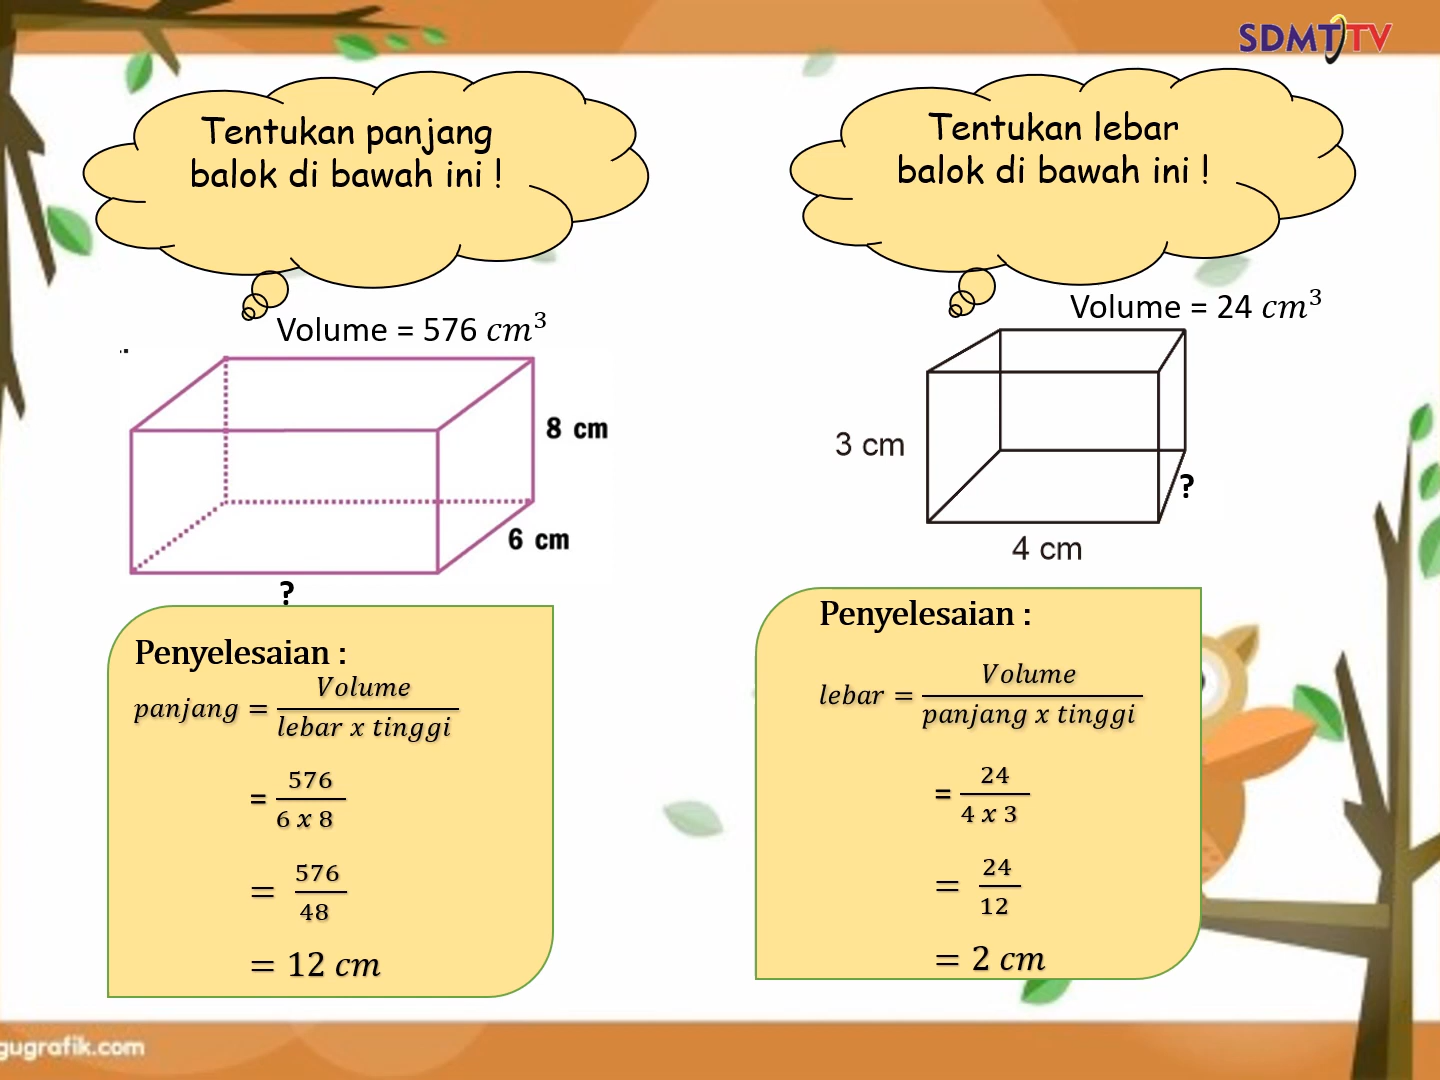 SDMT TV
Tentukan panjang
balok di bawah ini !
Volume = 576 cm³
8 cm
6 cm
?
Penyelesaian :
panjang = Volume / lebar x tinggi
= 576 / 6 x 8
= 576 / 48
= 12 cm
Tentukan lebar
balok di bawah ini !
Volume = 24 cm³
3 cm
?
4 cm
Penyelesaian :
lebar = Volume / panjang x tinggi
= 24 / 4 x 3
= 24 / 12
= 2 cm
gugrafik.com